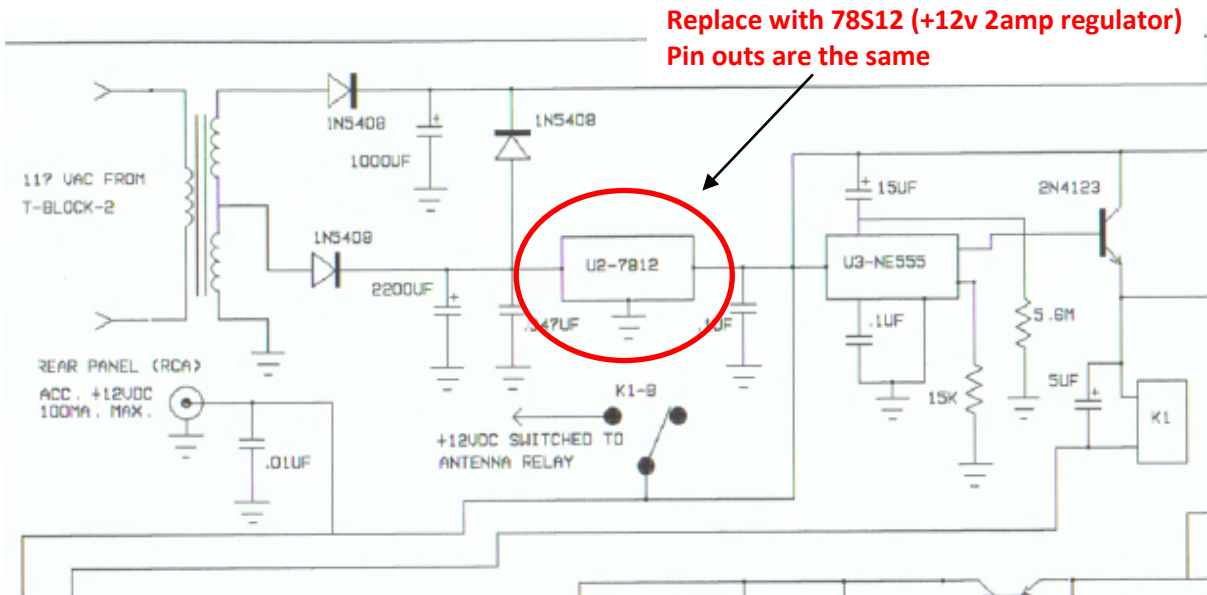 Replace with 78S12 (+12v 2amp regulator)
Pin outs are the same
1N5408
1N5408
1000UF
117 VAC FROM
T-BLOCK-2
15UF
2N4123
1N5408
U2-7812
U3-NE555
2200UF
.047UF
.1UF
.1UF
5.6M
REAR PANEL (RCA)
ACC. +12VDC
100MA. MAX.
K1-B
15K
5UF
K1
+12VDC SWITCHED TO
ANTENNA RELAY
.01UF